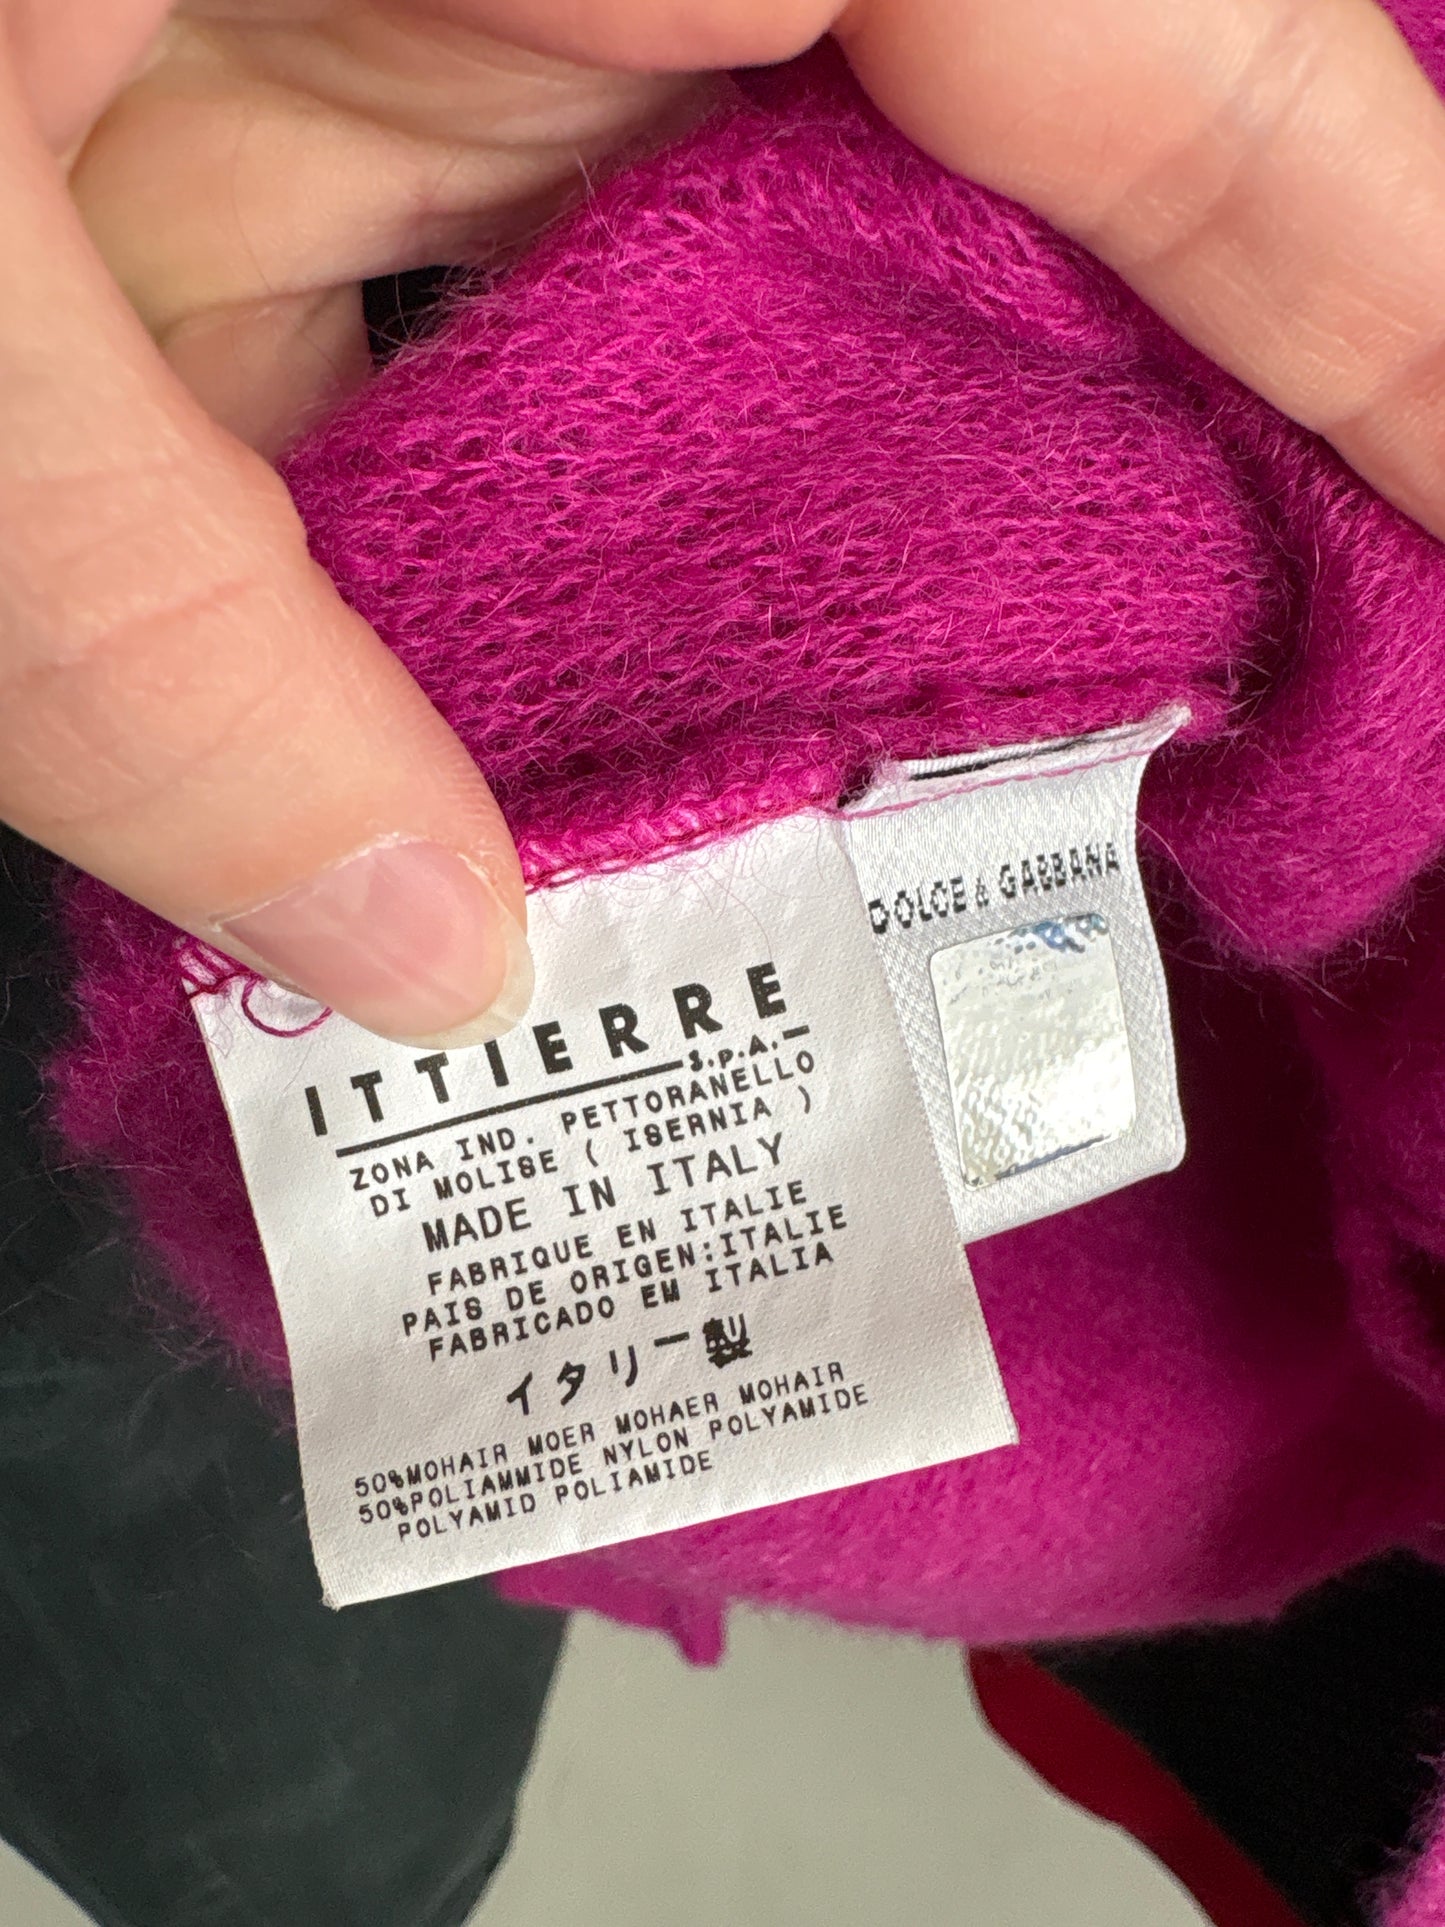 ITTIERRE
S.P.A.
ZONA IND. PETTORANELLO
DI MOLISE ( ISERNIA )
MADE IN ITALY
FABRIQUE EN ITALIE
PAIS DE ORIGEN:ITALIE
FABRICADO EM ITALIA
イタリー製
50%MOHAIR MOER MOHAER MOHAIR
50%POLIAMMIDE NYLON POLYAMIDE
POLYAMID POLIAMIDE
DOLCE & GABBANA